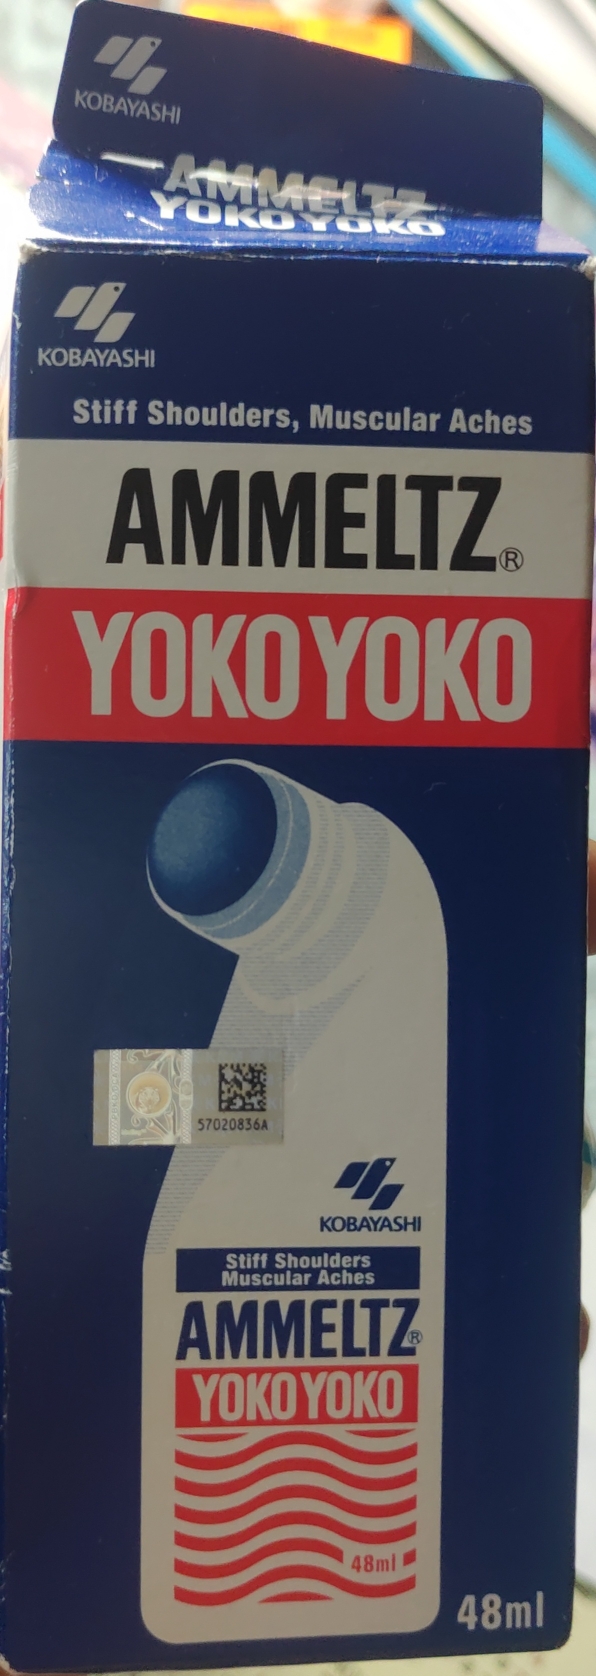 KOBAYASHI
AMMELTZ
YOKO YOKO
KOBAYASHI
Stiff Shoulders, Muscular Aches
AMMELTZ®
YOKO YOKO
57020836A
KOBAYASHI
Stiff Shoulders
Muscular Aches
AMMELTZ®
YOKO YOKO
48ml
48ml